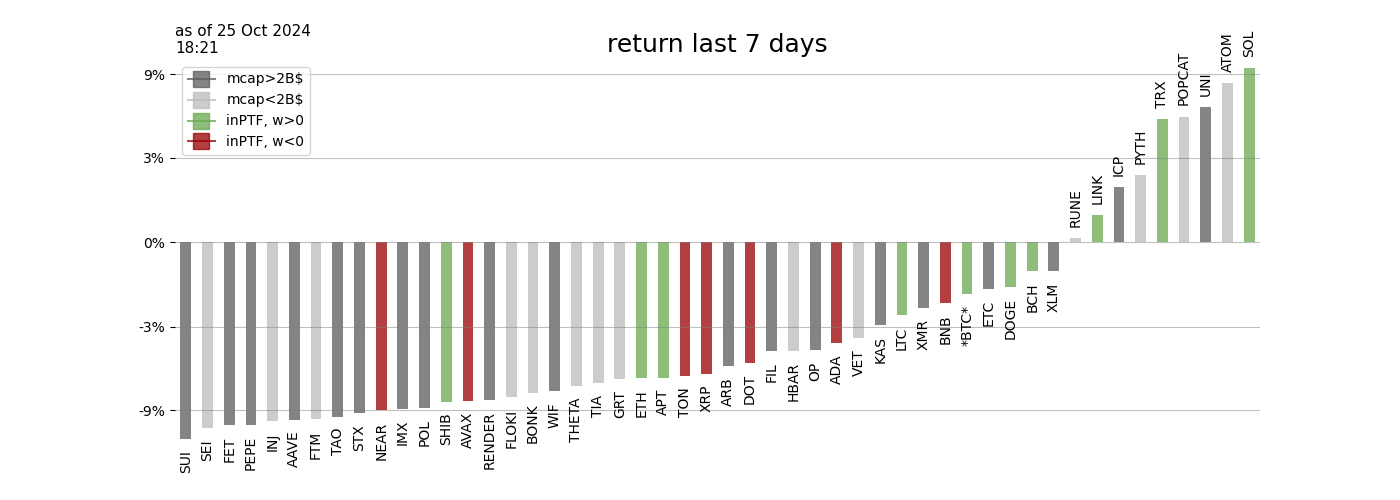 as of 25 Oct 2024
18:21
return last 7 days
mcap>2B$
mcap<2B$
inPTF, w>0
inPTF, w<0
9%
3%
0%
-3%
-9%
SUI
SEI
FET
PEPE
INJ
AAVE
FTM
TAO
STX
NEAR
IMX
POL
SHIB
AVAX
RENDER
FLOKI
BONK
WIF
THETA
TIA
GRT
ETH
APT
TON
XRP
ARB
DOT
FIL
HBAR
OP
ADA
VET
KAS
LTC
XMR
BNB
*BTC*
ETC
DOGE
BCH
XLM
RUNE
LINK
ICP
PYTH
TRX
POPCAT
UNI
ATOM
SOL